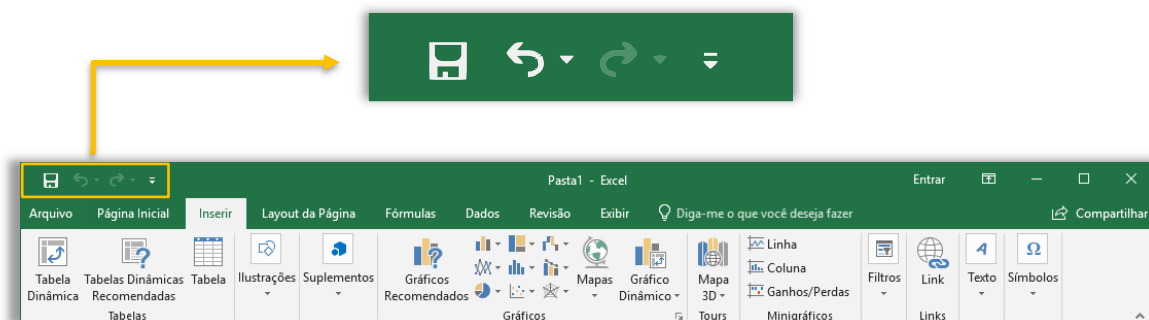 Pasta1 - Excel
Entrar
Arquivo Página Inicial Inserir Layout da Página Fórmulas Dados Revisão Exibir Diga-me o que você deseja fazer Compartilhar
Tabela Dinâmica
Tabelas Dinâmicas Recomendadas
Tabela
Tabelas
Ilustrações
Suplementos
Gráficos Recomendados
Mapas
Gráfico Dinâmico
Gráficos
Mapa 3D
Tours
Linha
Coluna
Ganhos/Perdas
Minigráficos
Filtros
Link
Links
Texto
Símbolos